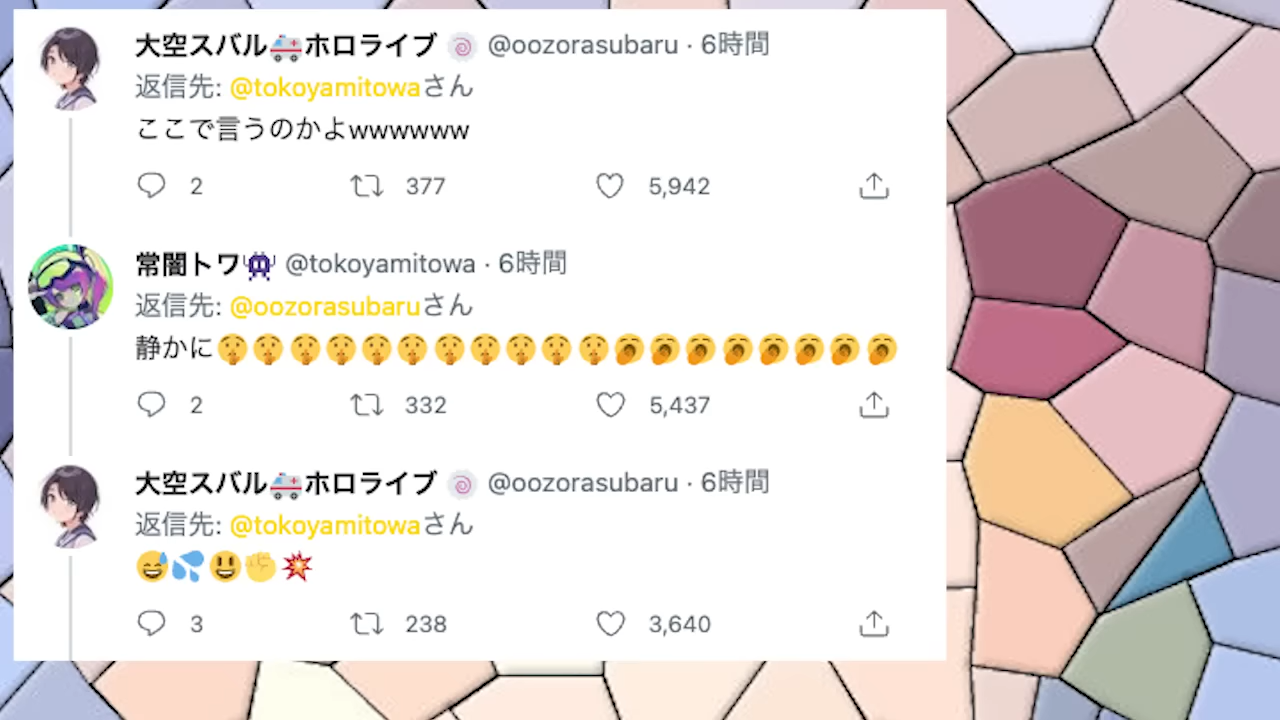 大空スバル🚑ホロライブ🍥 @oozorasubaru · 6時間
返信先: @tokoyamitowaさん
ここで言うのかよwwwwww
2 377 5,942
常闇トワ👾 @tokoyamitowa · 6時間
返信先: @oozorasubaruさん
静かに🤫🤫🤫🤫🤫🤫🤫🤫🤫🤫🤫🥱🥱🥱🥱🥱🥱🥱🥱
2 332 5,437
大空スバル🚑ホロライブ🍥 @oozorasubaru · 6時間
返信先: @tokoyamitowaさん
😅💦😃✊💥
3 238 3,640